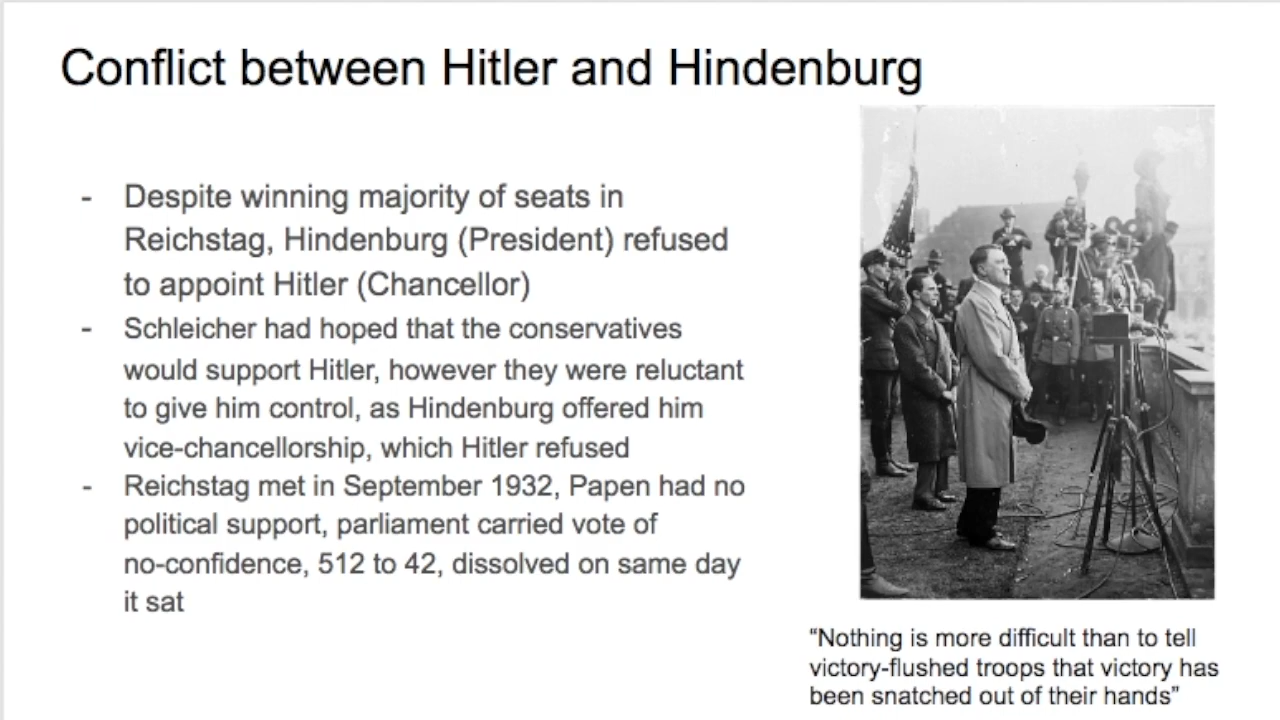 Conflict between Hitler and Hindenburg
- Despite winning majority of seats in
Reichstag, Hindenburg (President) refused
to appoint Hitler (Chancellor)
- Schleicher had hoped that the conservatives
would support Hitler, however they were reluctant
to give him control, as Hindenburg offered him
vice-chancellorship, which Hitler refused
- Reichstag met in September 1932, Papen had no
political support, parliament carried vote of
no-confidence, 512 to 42, dissolved on same day
it sat
“Nothing is more difficult than to tell
victory-flushed troops that victory has
been snatched out of their hands”